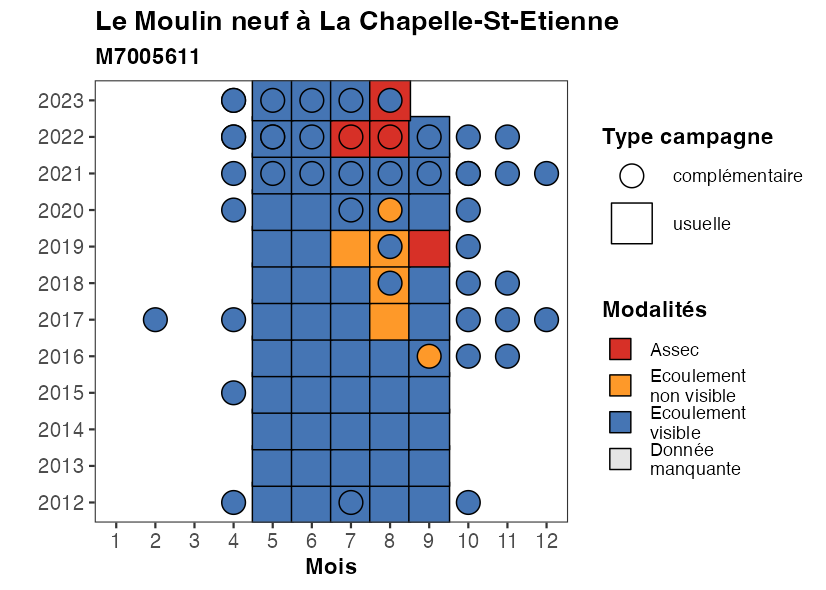 Le Moulin neuf à La Chapelle-St-Etienne
M7005611
2023
2022
2021
2020
2019
2018
2017
2016
2015
2014
2013
2012
1 2 3 4 5 6 7 8 9 10 11 12
Mois
Type campagne
complémentaire
usuelle
Modalités
Assec
Ecoulement
non visible
Ecoulement
visible
Donnée
manquante